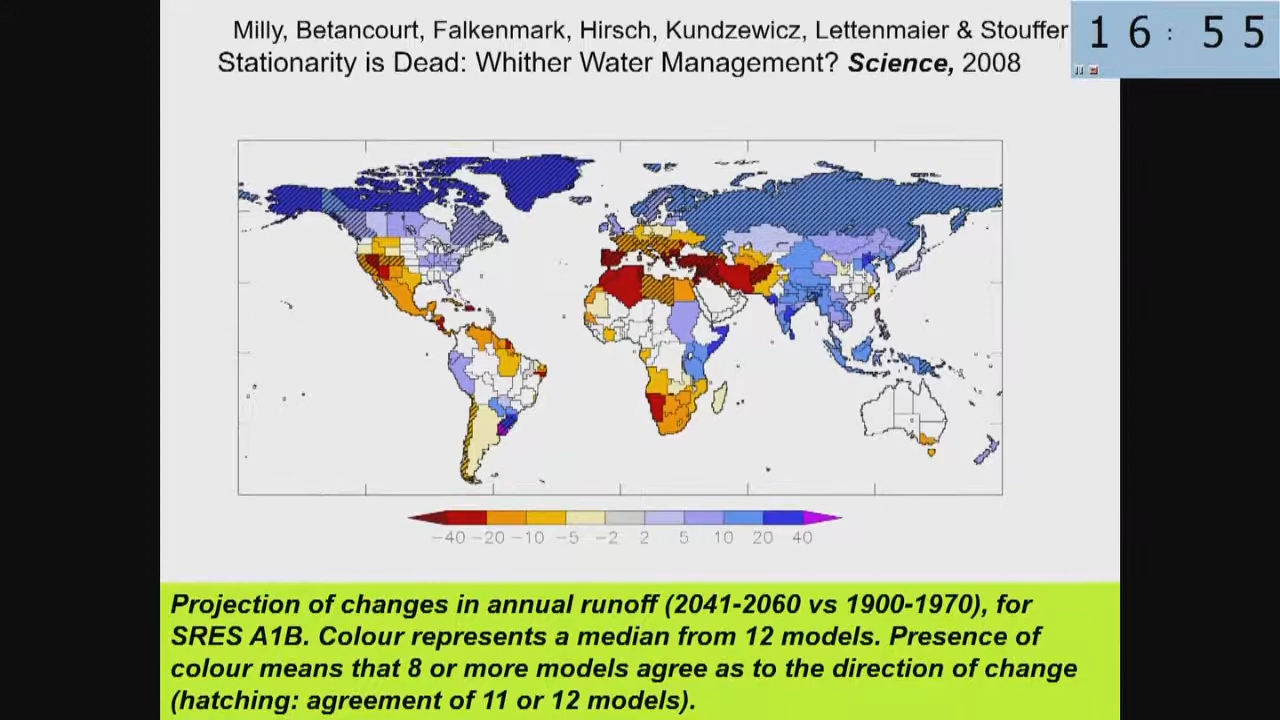 Milly, Betancourt, Falkenmark, Hirsch, Kundzewicz, Lettenmaier & Stouffer
Stationarity is Dead: Whither Water Management? Science, 2008
16:55
-40 -20 -10 -5 -2 2 5 10 20 40
Projection of changes in annual runoff (2041-2060 vs 1900-1970), for
SRES A1B. Colour represents a median from 12 models. Presence of
colour means that 8 or more models agree as to the direction of change
(hatching: agreement of 11 or 12 models).